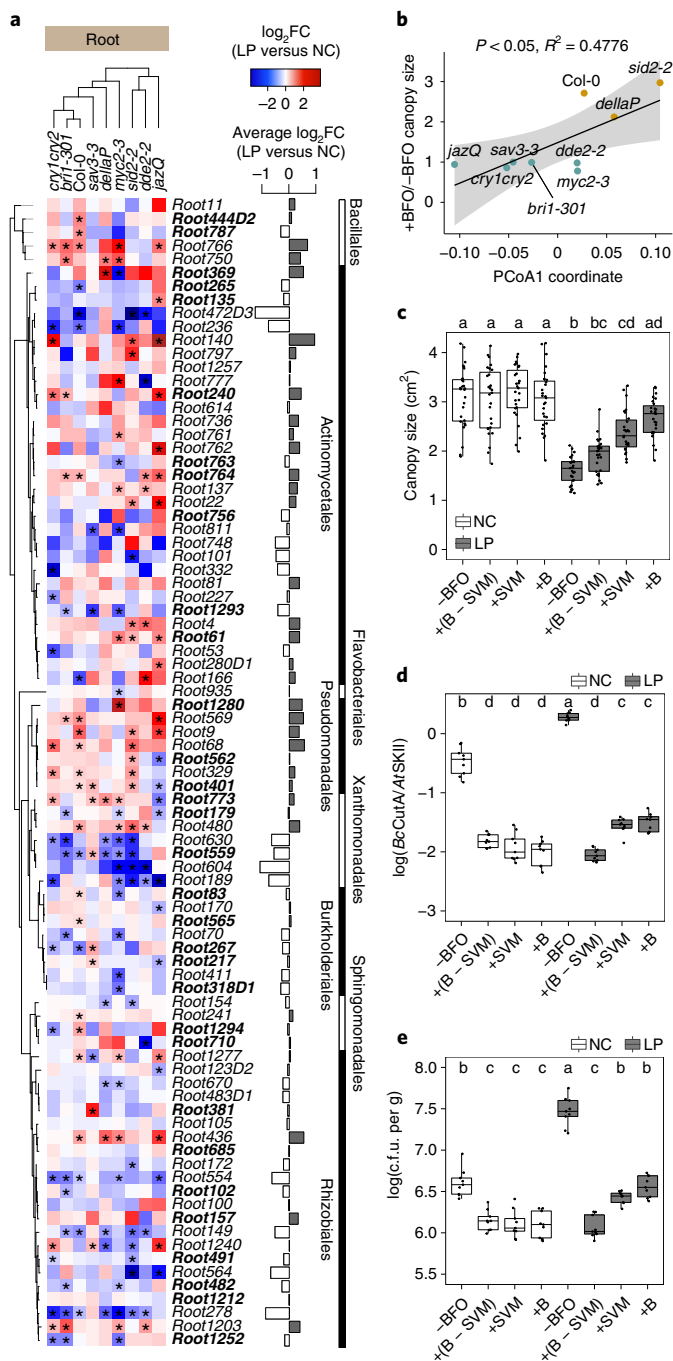 a
Root
log2FC
(LP versus NC)
−2 0 2
Average log2FC
(LP versus NC)
−1 0 1
cry1cry2
bri1-301
Col-0
sav3-3
dellaP
myc2-3
sid2-2
dde2-2
jazQ
Root11
Root444D2
Root787
Root766
Root750
Root369
Root265
Root135
Root472D3
Root236
Root140
Root797
Root1257
Root777
Root240
Root614
Root736
Root761
Root762
Root763
Root764
Root137
Root22
Root756
Root811
Root748
Root101
Root332
Root81
Root227
Root1293
Root4
Root61
Root53
Root280D1
Root166
Root935
Root1280
Root569
Root9
Root68
Root562
Root329
Root401
Root773
Root179
Root480
Root630
Root559
Root604
Root189
Root83
Root170
Root565
Root70
Root267
Root217
Root411
Root318D1
Root154
Root241
Root1294
Root710
Root1277
Root123D2
Root670
Root483D1
Root381
Root105
Root436
Root685
Root172
Root554
Root102
Root100
Root157
Root149
Root1240
Root491
Root564
Root482
Root1212
Root278
Root1203
Root1252
Bacillales
Actinomycetales
Flavobacteriales
Pseudomonadales
Xanthomonadales
Burkholderiales
Sphingomonadales
Rhizobiales
b
P < 0.05, R2 = 0.4776
+BFO/−BFO canopy size
3
2
1
0
Col-0
sid2-2
dellaP
jazQ
sav3-3
dde2-2
cry1cry2
myc2-3
bri1-301
−0.10 −0.05 0 0.05 0.10
PCoA1 coordinate
c
a a a a b bc cd ad
Canopy size (cm2)
4
3
2
1
0
NC
LP
−BFO
+(B − SVM)
+SVM
+B
−BFO
+(B − SVM)
+SVM
+B
d
NC LP
b d d d a d c c
log(BcCutA/AtSKII)
0
−1
−2
−3
−BFO
+(B − SVM)
+SVM
+B
−BFO
+(B − SVM)
+SVM
+B
e
NC LP
b c c c a c b b
log(c.f.u. per g)
8.0
7.5
7.0
6.5
6.0
5.5
−BFO
+(B − SVM)
+SVM
+B
−BFO
+(B − SVM)
+SVM
+B